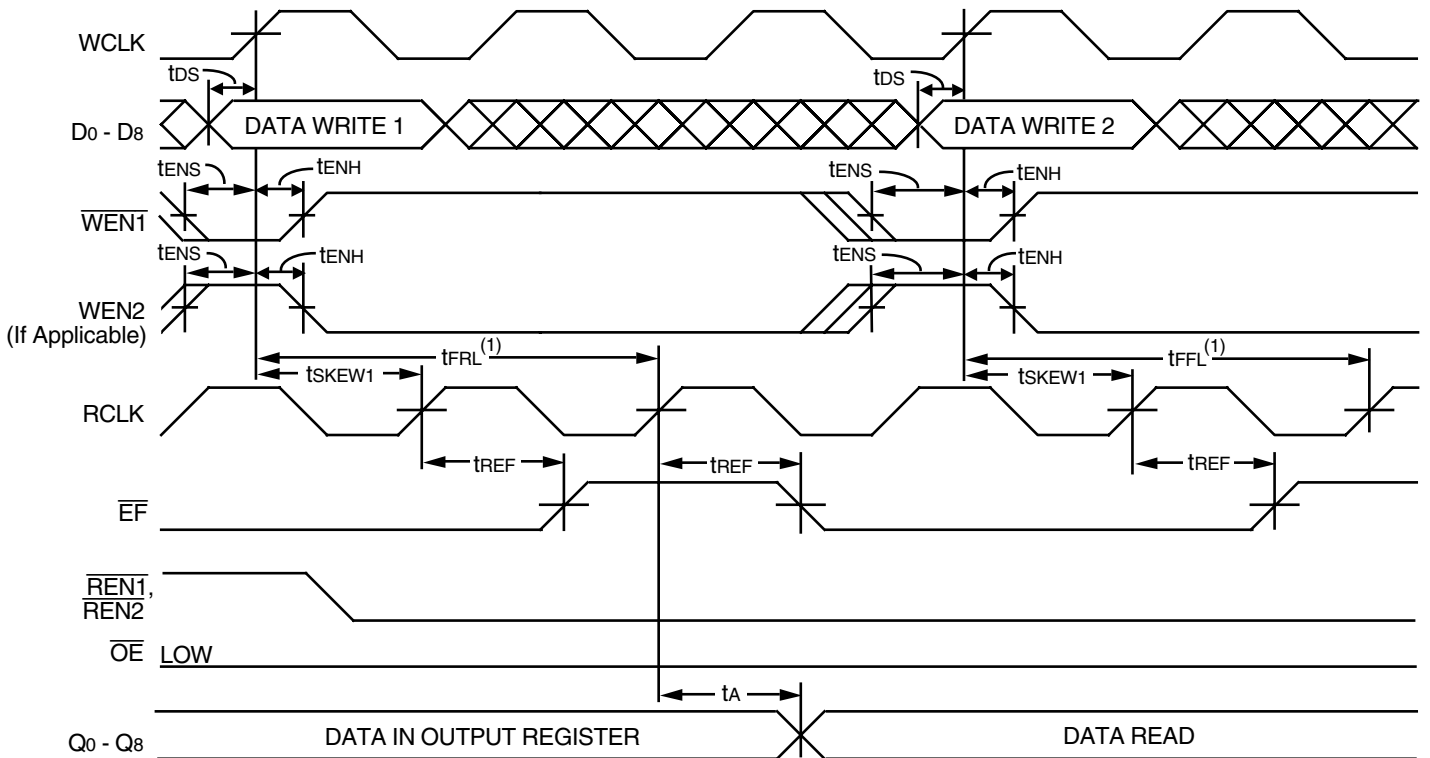 WCLK
tDS
tDS
D0 - D8
DATA WRITE 1
DATA WRITE 2
tENS
tENH
tENS
tENH
WEN1
tENS
tENH
tENS
tENH
WEN2
(If Applicable)
tFRL(1)
tFFL(1)
tSKEW1
tSKEW1
RCLK
tREF
tREF
tREF
EF
REN1,
REN2
OE
LOW
tA
Q0 - Q8
DATA IN OUTPUT REGISTER
DATA READ